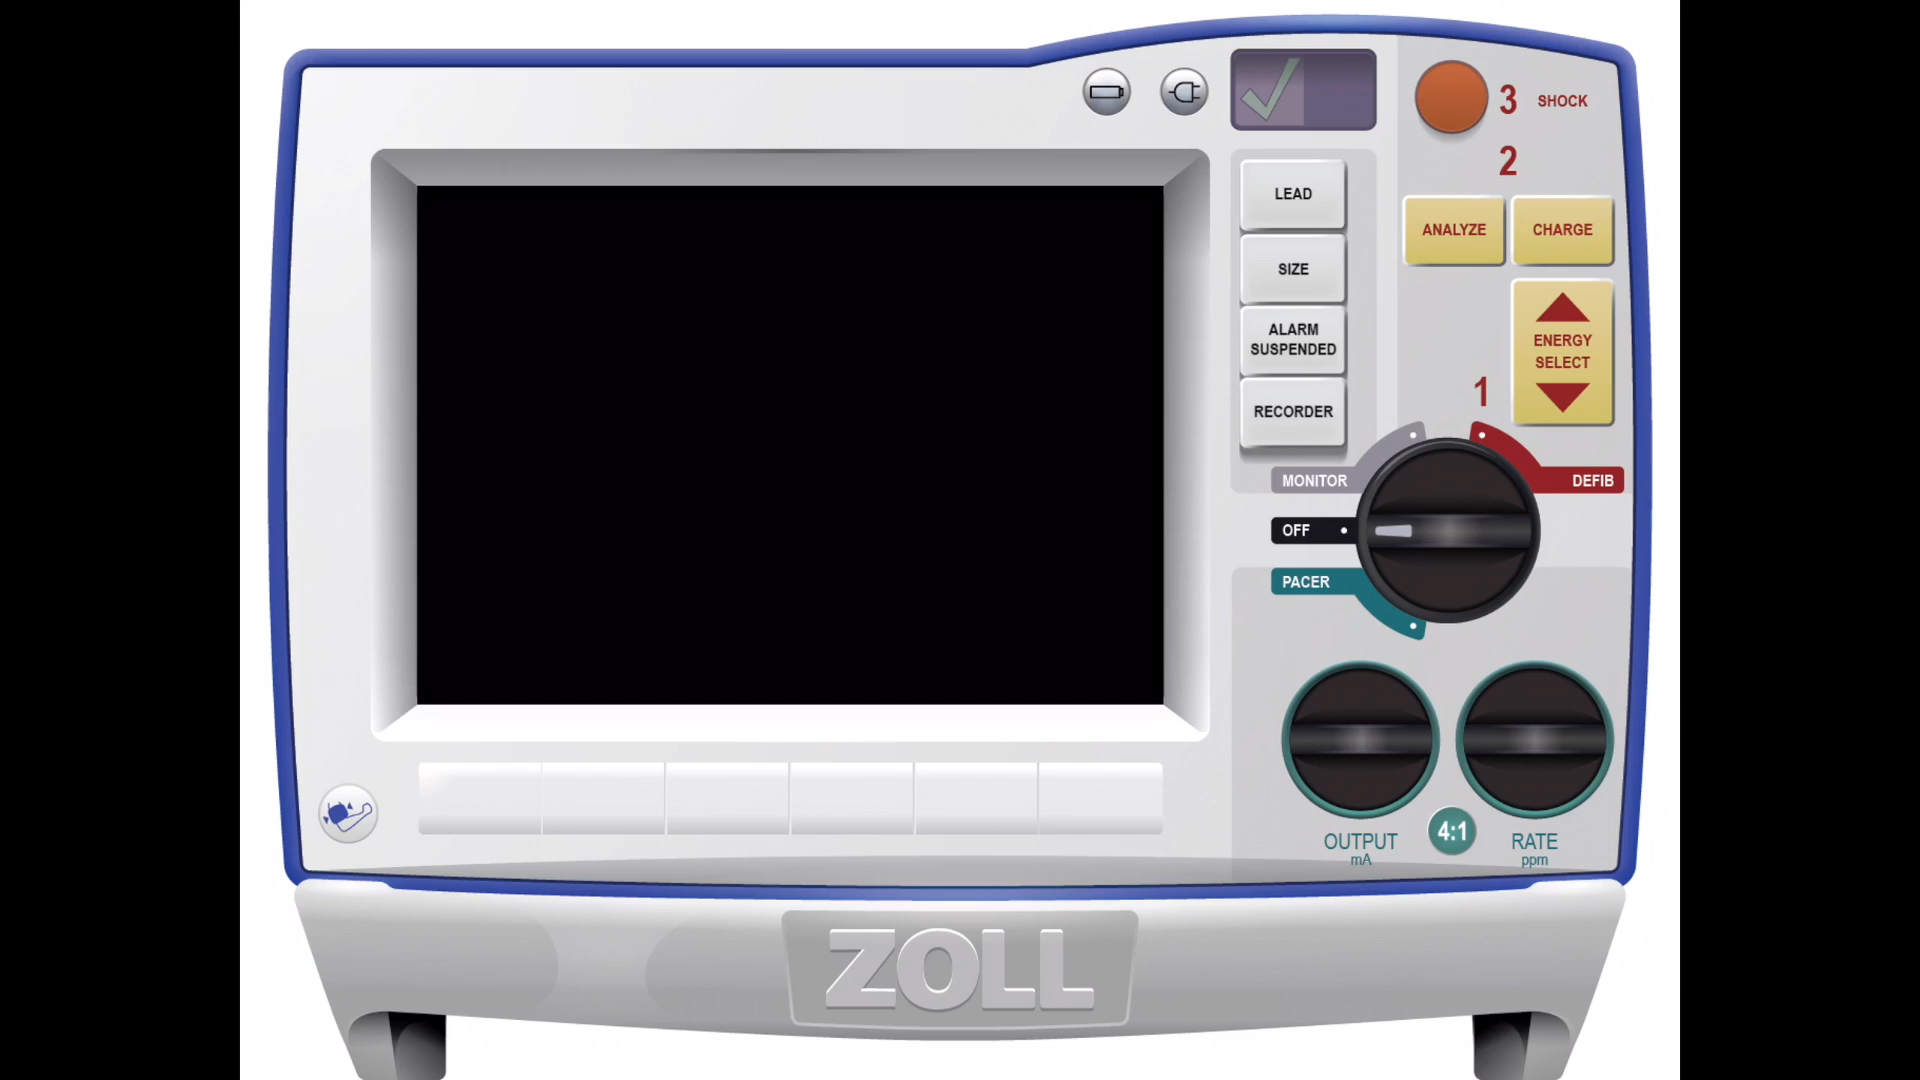 3 SHOCK
2
LEAD
SIZE
ALARM
SUSPENDED
RECORDER
ANALYZE
CHARGE
ENERGY
SELECT
1
MONITOR
DEFIB
OFF
PACER
OUTPUT
mA
4:1
RATE
ppm
ZOLL